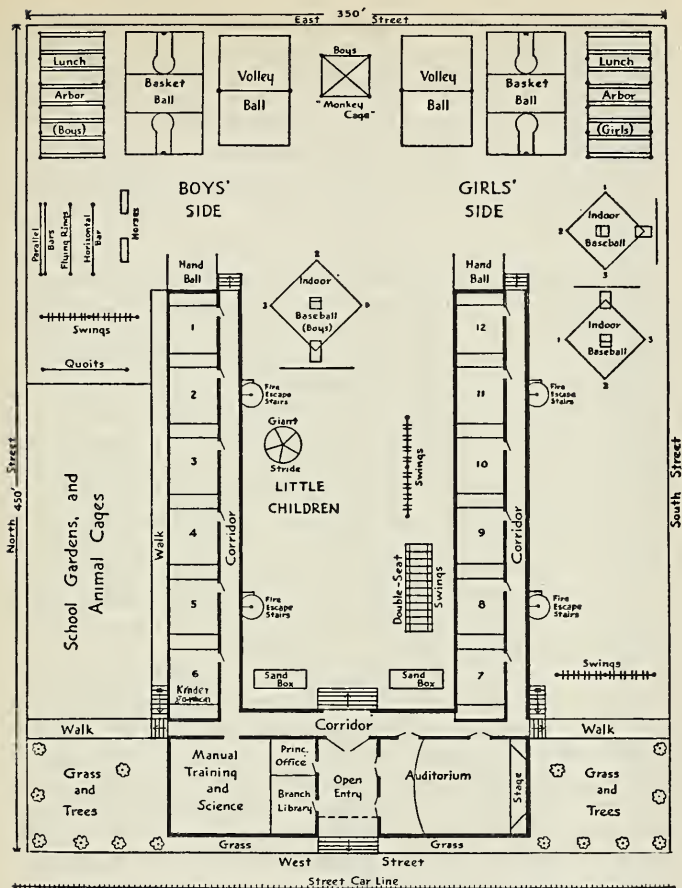 350'
East Street
Lunch
Arbor
(Boys)
Basket
Ball
Volley
Ball
Boys
"Monkey
Cage"
Volley
Ball
Basket
Ball
Lunch
Arbor
(Girls)
BOYS'
SIDE
GIRLS'
SIDE
Parallel
Bars
Flying Rings
Horizontal
Bar
Horses
Hand
Ball
2
Indoor
3
Baseball
(Boys)
Hand
Ball
1
Indoor
2
Baseball
3
Swings
Quoits
Indoor
1
Baseball
3
2
1
2
3
4
5
6
Kinder
garten
Fire
Escape
Stairs
Giant
Stride
LITTLE
CHILDREN
Swings
Double-Seat
Swings
12
11
10
9
8
7
Fire
Escape
Stairs
School Gardens, and
Animal Cages
Walk
Corridor
Fire
Escape
Stairs
Corridor
Fire
Escape
Stairs
North 450' Street
South Street
Sand
Box
Sand
Box
Swings
Walk
Corridor
Walk
Grass
and
Trees
Manual
Training
and
Science
Princ.
Office
Branch
Library
Open
Entry
Auditorium
Stage
Grass
and
Trees
Grass
Grass
West Street
Street Car Line